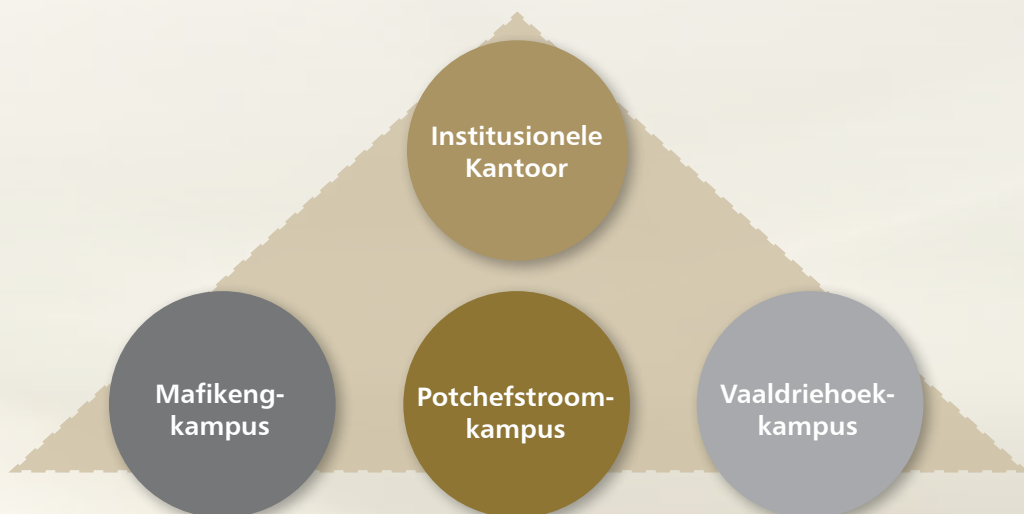 Institusionele
Kantoor
Mafikeng-
kampus
Potchefstroom-
kampus
Vaaldriehoek-
kampus